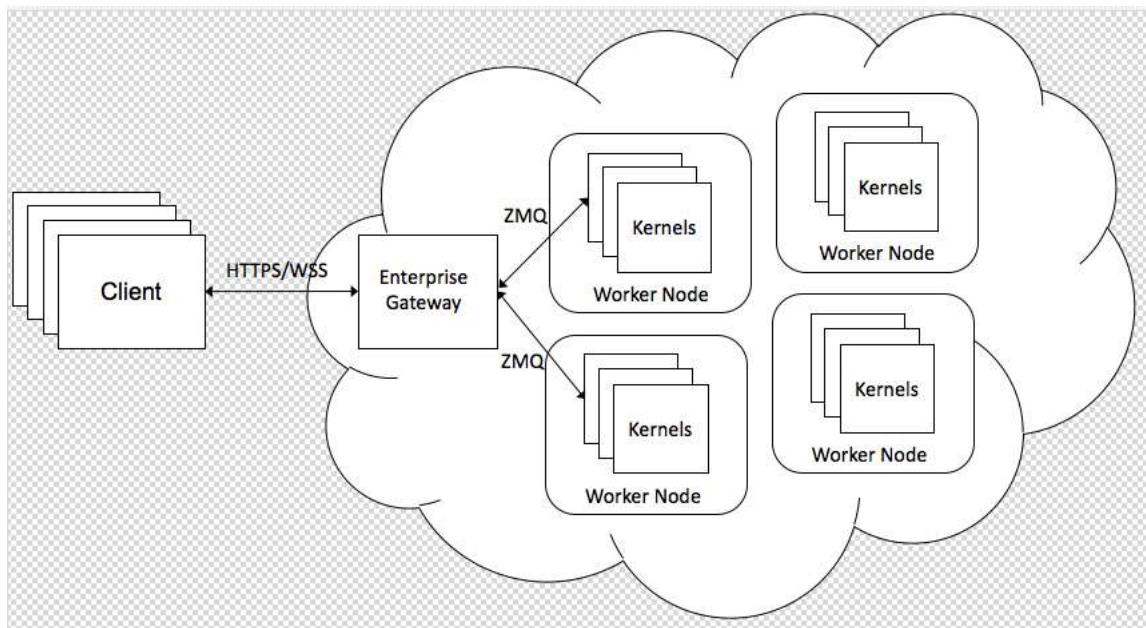 Client
HTTPS/WSS
Enterprise
Gateway
ZMQ
ZMQ
Kernels
Worker Node
Kernels
Worker Node
Kernels
Worker Node
Kernels
Worker Node